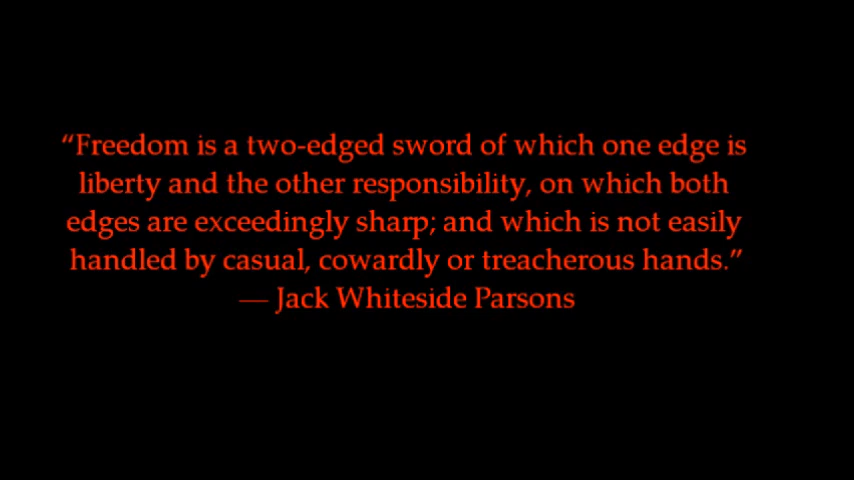 “Freedom is a two-edged sword of which one edge is
liberty and the other responsibility, on which both
edges are exceedingly sharp; and which is not easily
handled by casual, cowardly or treacherous hands.”
— Jack Whiteside Parsons